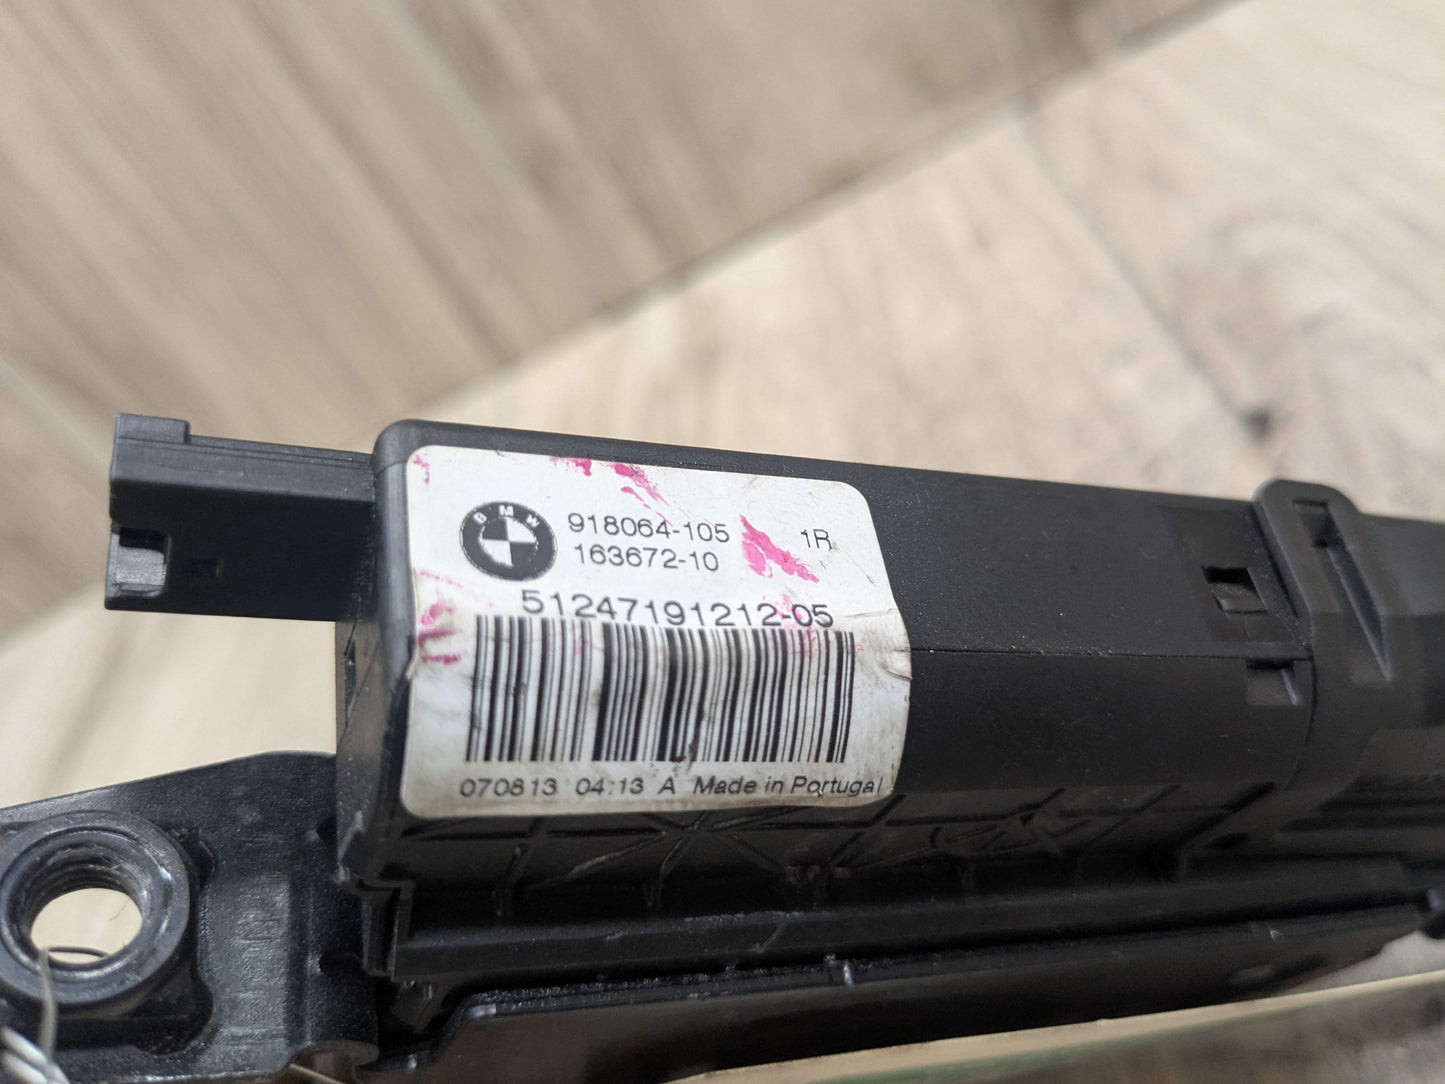 BMW
918064-105 1R
163672-10
51247191212-05
070813 04:13 A Made in Portugal